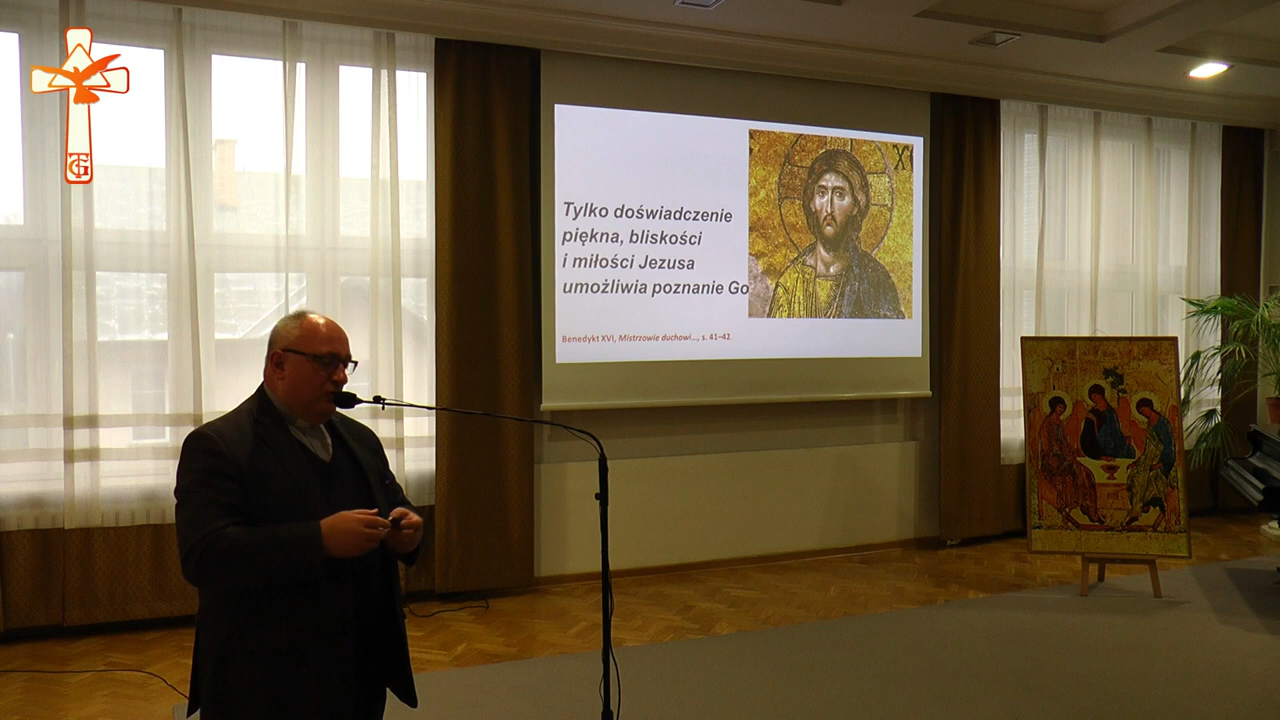 Tylko doświadczenie
piękna, bliskości
i miłości Jezusa
umożliwia poznanie Go
Benedykt XVI, Mistrzowie duchowi..., s. 41–42
X